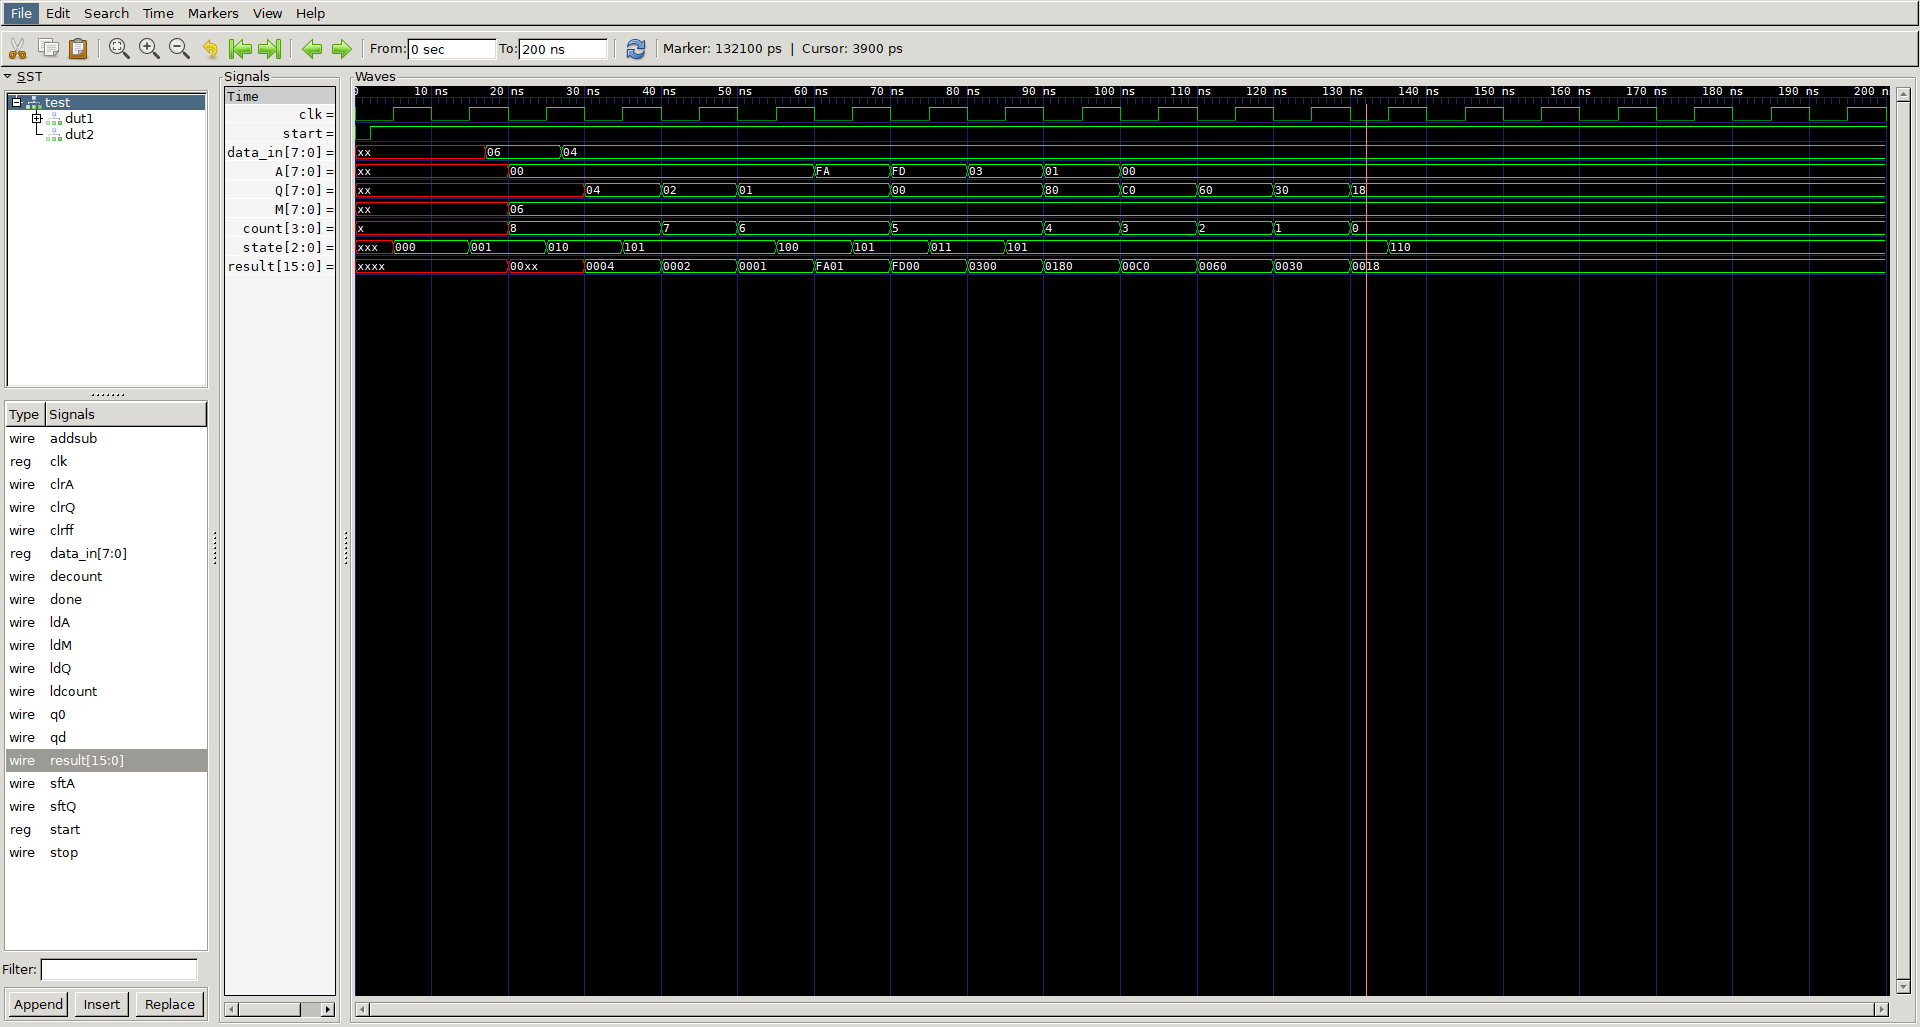 File Edit Search Time Markers View Help
From: 0 sec To: 200 ns Marker: 132100 ps | Cursor: 3900 ps
SST
test
dut1
dut2
Type Signals
wire addsub
reg clk
wire clrA
wire clrQ
wire clrff
reg data_in[7:0]
wire decount
wire done
wire ldA
wire ldM
wire ldQ
wire ldcount
wire q0
wire qd
wire result[15:0]
wire sftA
wire sftQ
reg start
wire stop
Filter:
Append Insert Replace
Signals
Time
clk =
start =
data_in[7:0] =
A[7:0] =
Q[7:0] =
M[7:0] =
count[3:0] =
state[2:0] =
result[15:0] =
Waves
0 10 ns 20 ns 30 ns 40 ns 50 ns 60 ns 70 ns 80 ns 90 ns 100 ns 110 ns 120 ns 130 ns 140 ns 150 ns 160 ns 170 ns 180 ns 190 ns 200 n
xx 06 04
xx 00 FA FD 03 01 00
xx 04 02 01 00 80 C0 60 30 18
xx 06
x 8 7 6 5 4 3 2 1 0
xxx 000 001 010 101 100 101 011 101 110
xxxx 00xx 0004 0002 0001 FA01 FD00 0300 0180 00C0 0060 0030 0018